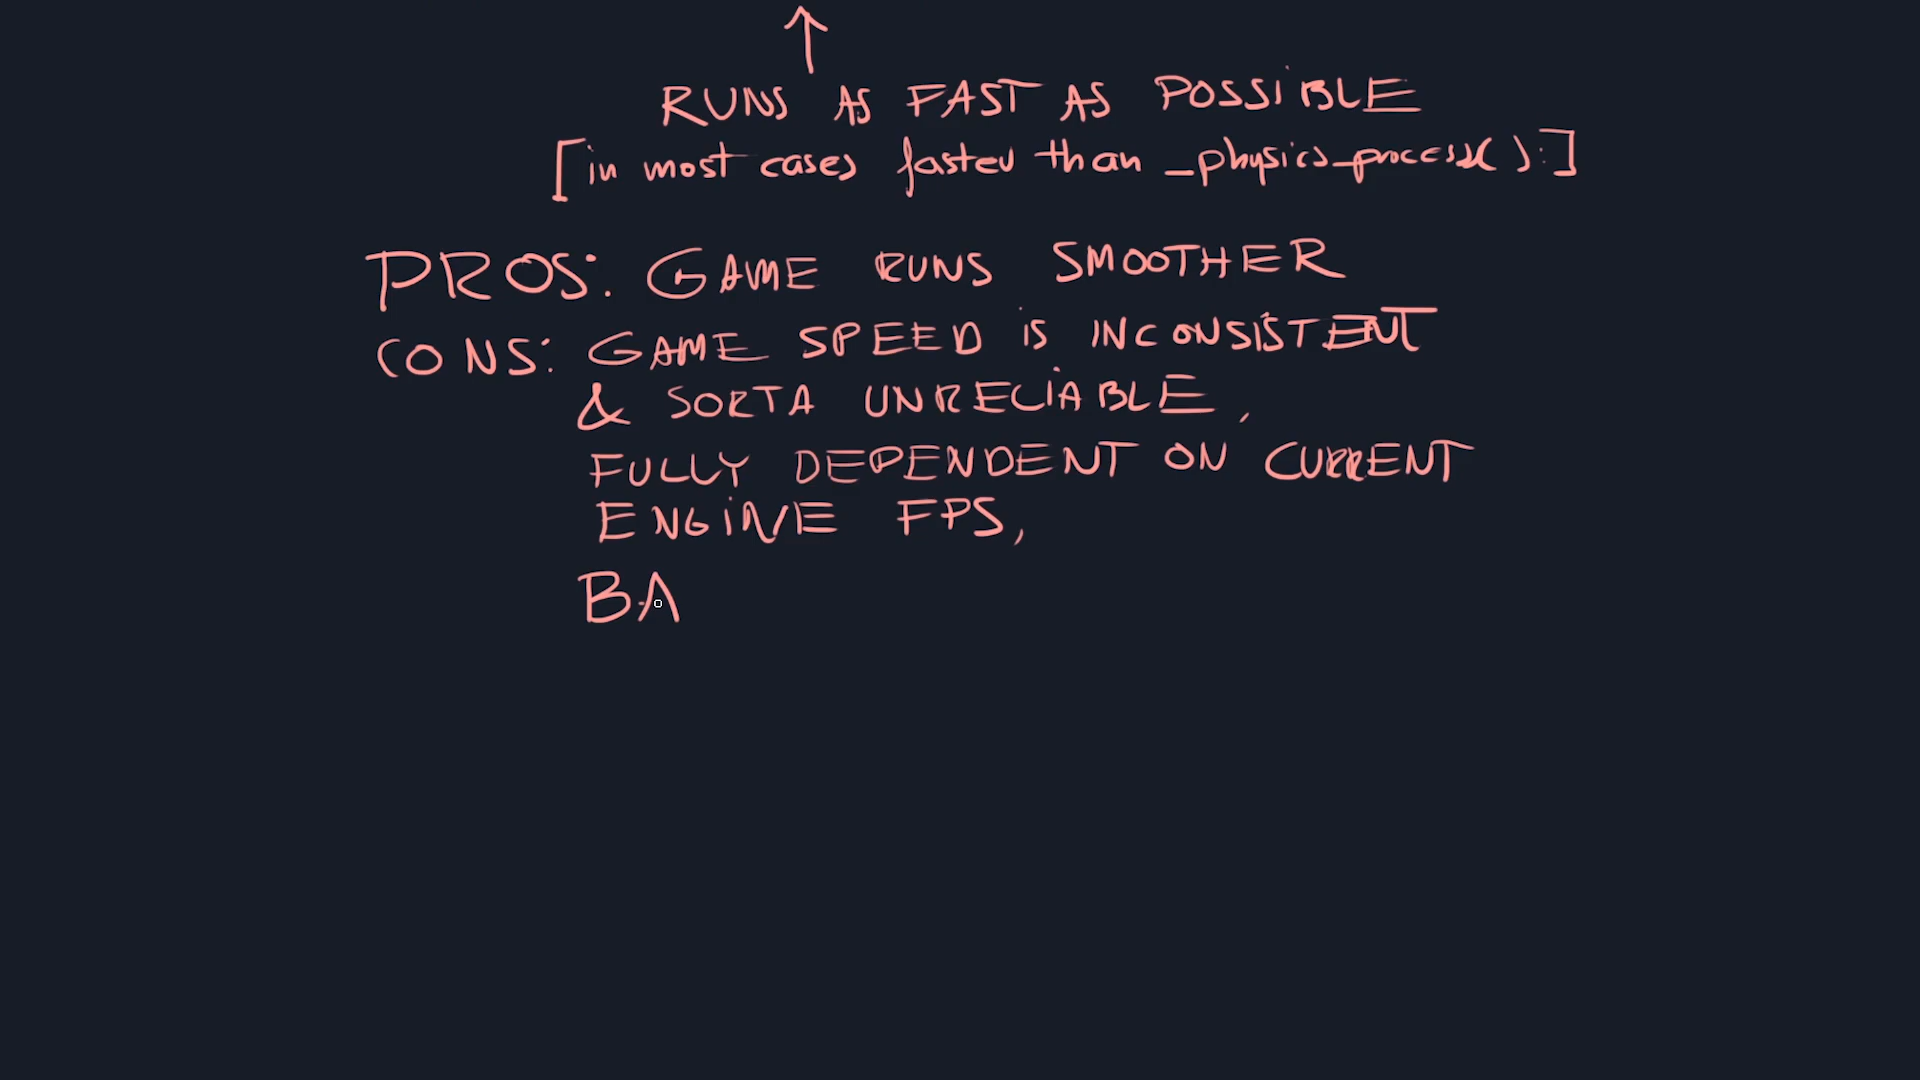 RUNS AS FAST AS POSSIBLE
[in most cases faster than _physics_process():]
PROS: GAME RUNS SMOOTHER
CONS: GAME SPEED is INCONSISTENT
& SORTA UNRELIABLE,
FULLY DEPENDENT ON CURRENT
ENGINE FPS,
BA